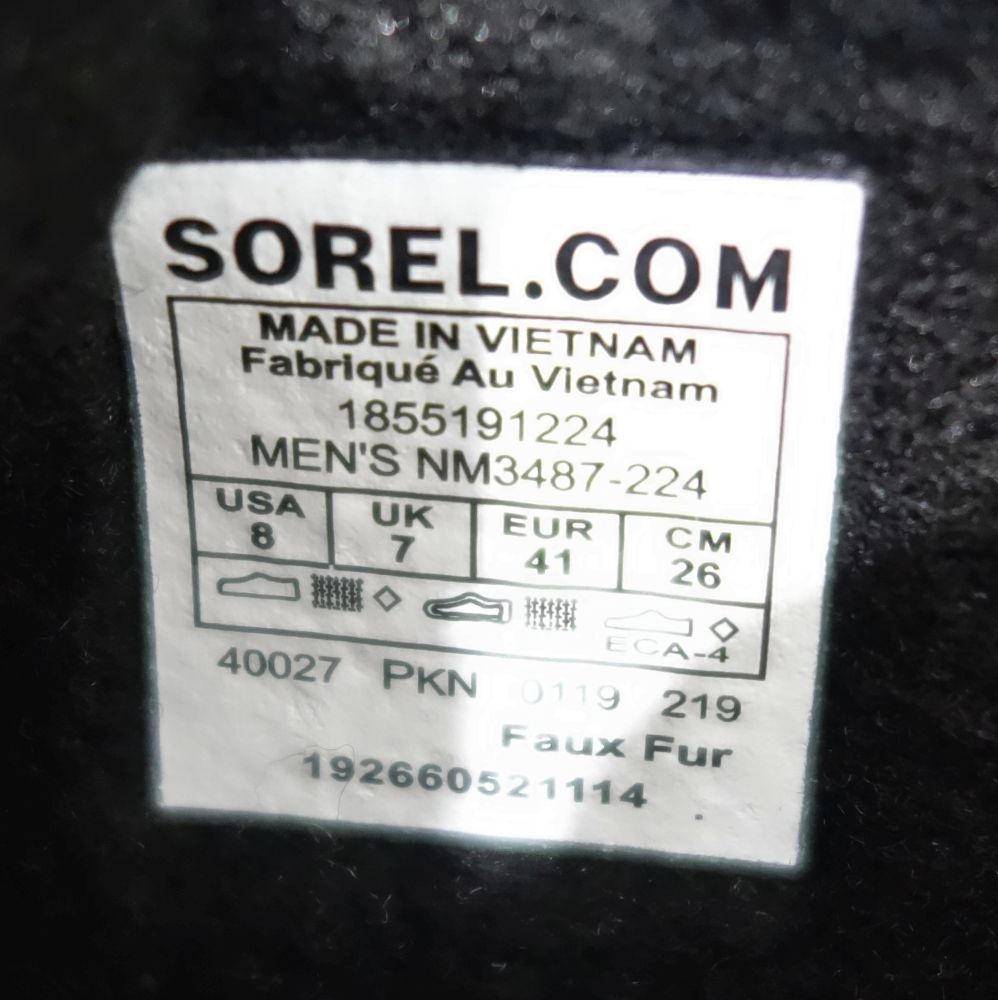 SOREL.COM
MADE IN VIETNAM
Fabriqué Au Vietnam
1855191224
MEN'S NM3487-224
USA UK EUR CM
8 7 41 26
ECA-4
40027 PKN 0119 219
Faux Fur
192660521114